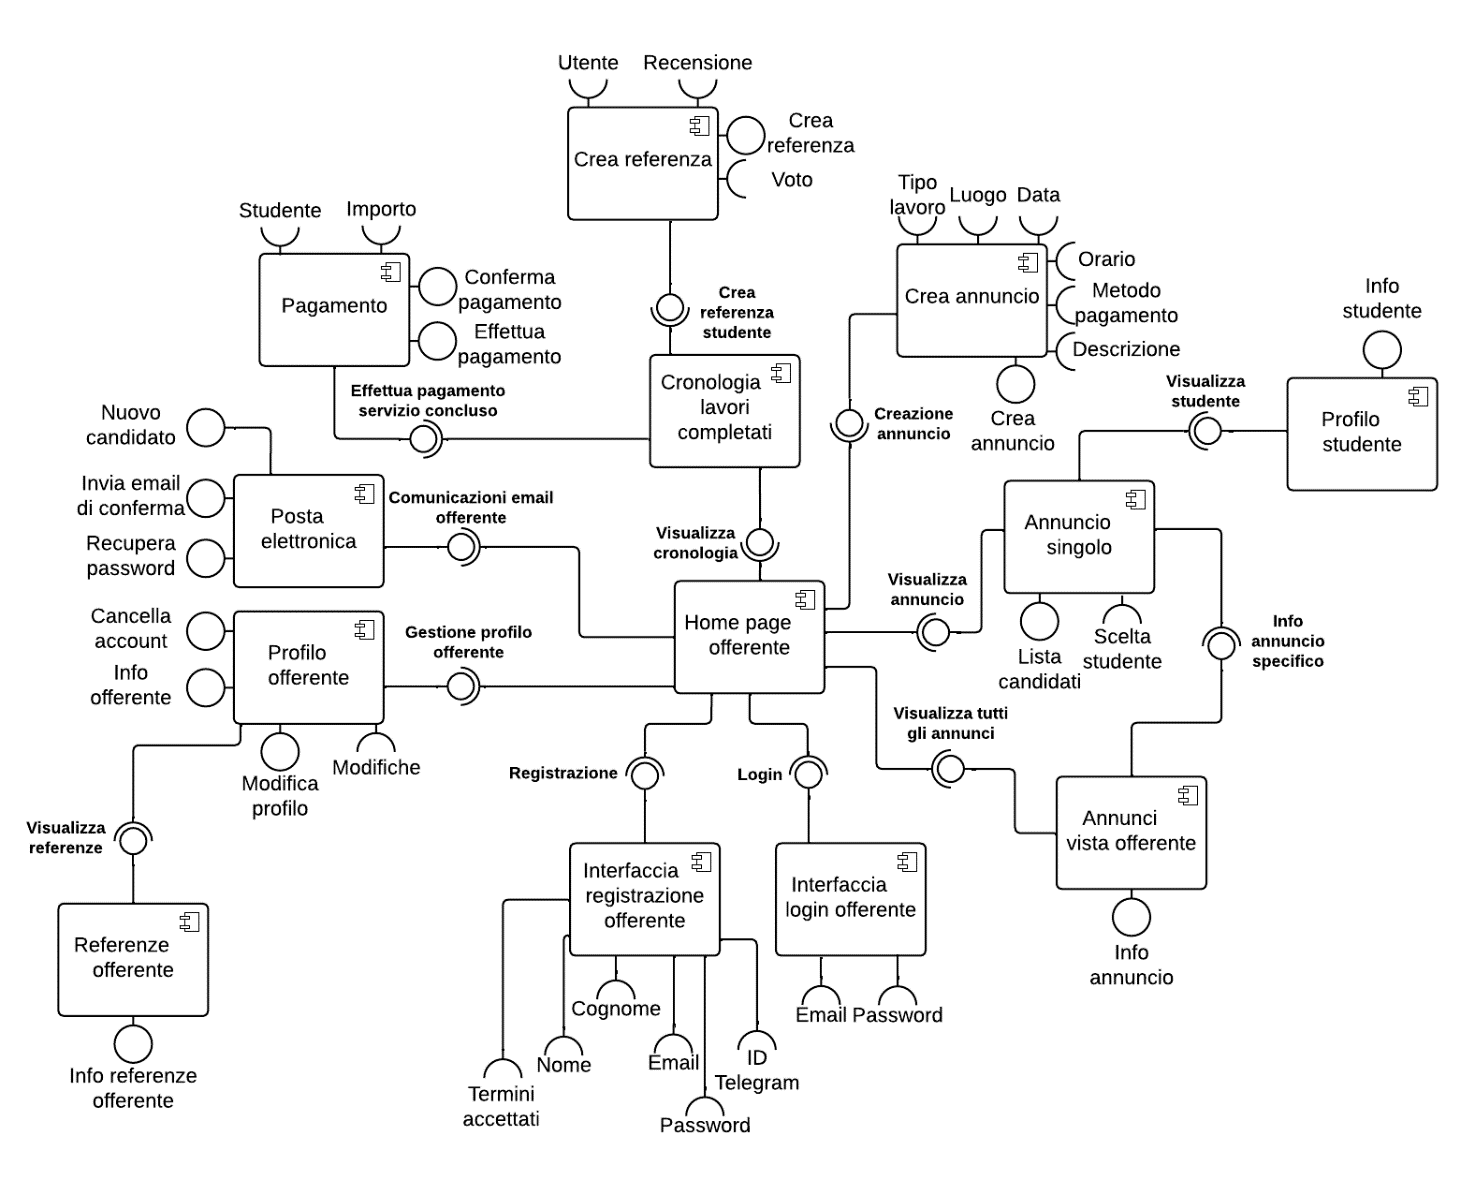 Utente
Recensione
Crea
referenza
Crea referenza
Voto
Tipo
lavoro
Luogo
Data
Studente
Importo
Orario
Conferma
pagamento
Pagamento
Crea
referenza
studente
Crea annuncio
Metodo
pagamento
Info
studente
Effettua
pagamento
Descrizione
Effettua pagamento
servizio concluso
Cronologia
lavori
completati
Creazione
annuncio
Crea
annuncio
Visualizza
studente
Profilo
studente
Nuovo
candidato
Invia email
di conferma
Comunicazioni email
offerente
Posta
elettronica
Recupera
password
Visualizza
cronologia
Annuncio
singolo
Visualizza
annuncio
Cancella
account
Gestione profilo
offerente
Home page
offerente
Profilo
offerente
Info
offerente
Lista
candidati
Scelta
studente
Info
annuncio
specifico
Visualizza tutti
gli annunci
Modifica
profilo
Modifiche
Registrazione
Login
Visualizza
referenze
Annunci
vista offerente
Interfaccia
registrazione
offerente
Interfaccia
login offerente
Referenze
offerente
Info
annuncio
Cognome
Email
Password
Nome
Email
ID
Telegram
Info referenze
offerente
Termini
accettati
Password